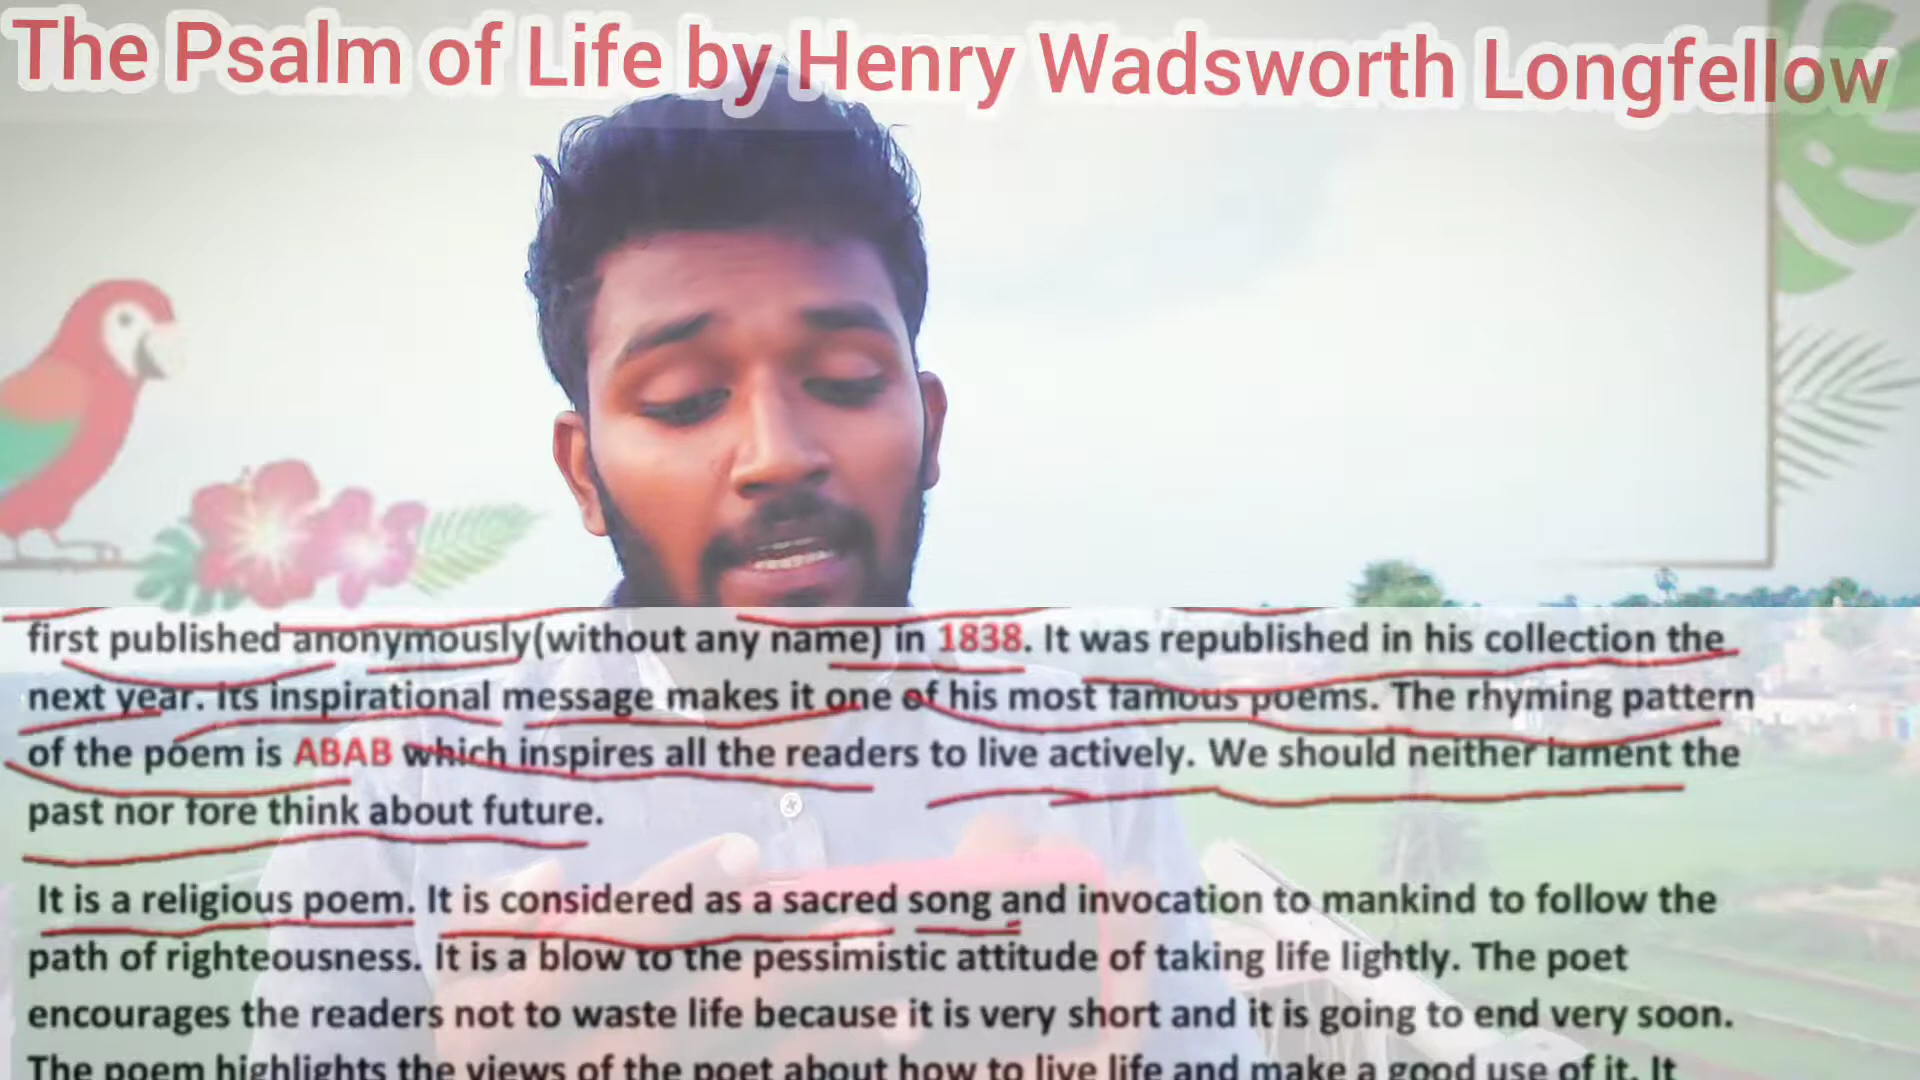 The Psalm of Life by Henry Wadsworth Longfellow
first published anonymously(without any name) in 1838. It was republished in his collection the
next year. Its inspirational message makes it one of his most famous poems. The rhyming pattern
of the poem is ABAB which inspires all the readers to live actively. We should neither lament the
past nor fore think about future.
It is a religious poem. It is considered as a sacred song and invocation to mankind to follow the
path of righteousness. It is a blow to the pessimistic attitude of taking life lightly. The poet
encourages the readers not to waste life because it is very short and it is going to end very soon.
The poem highlights the views of the poet about how to live life and make a good use of it. It